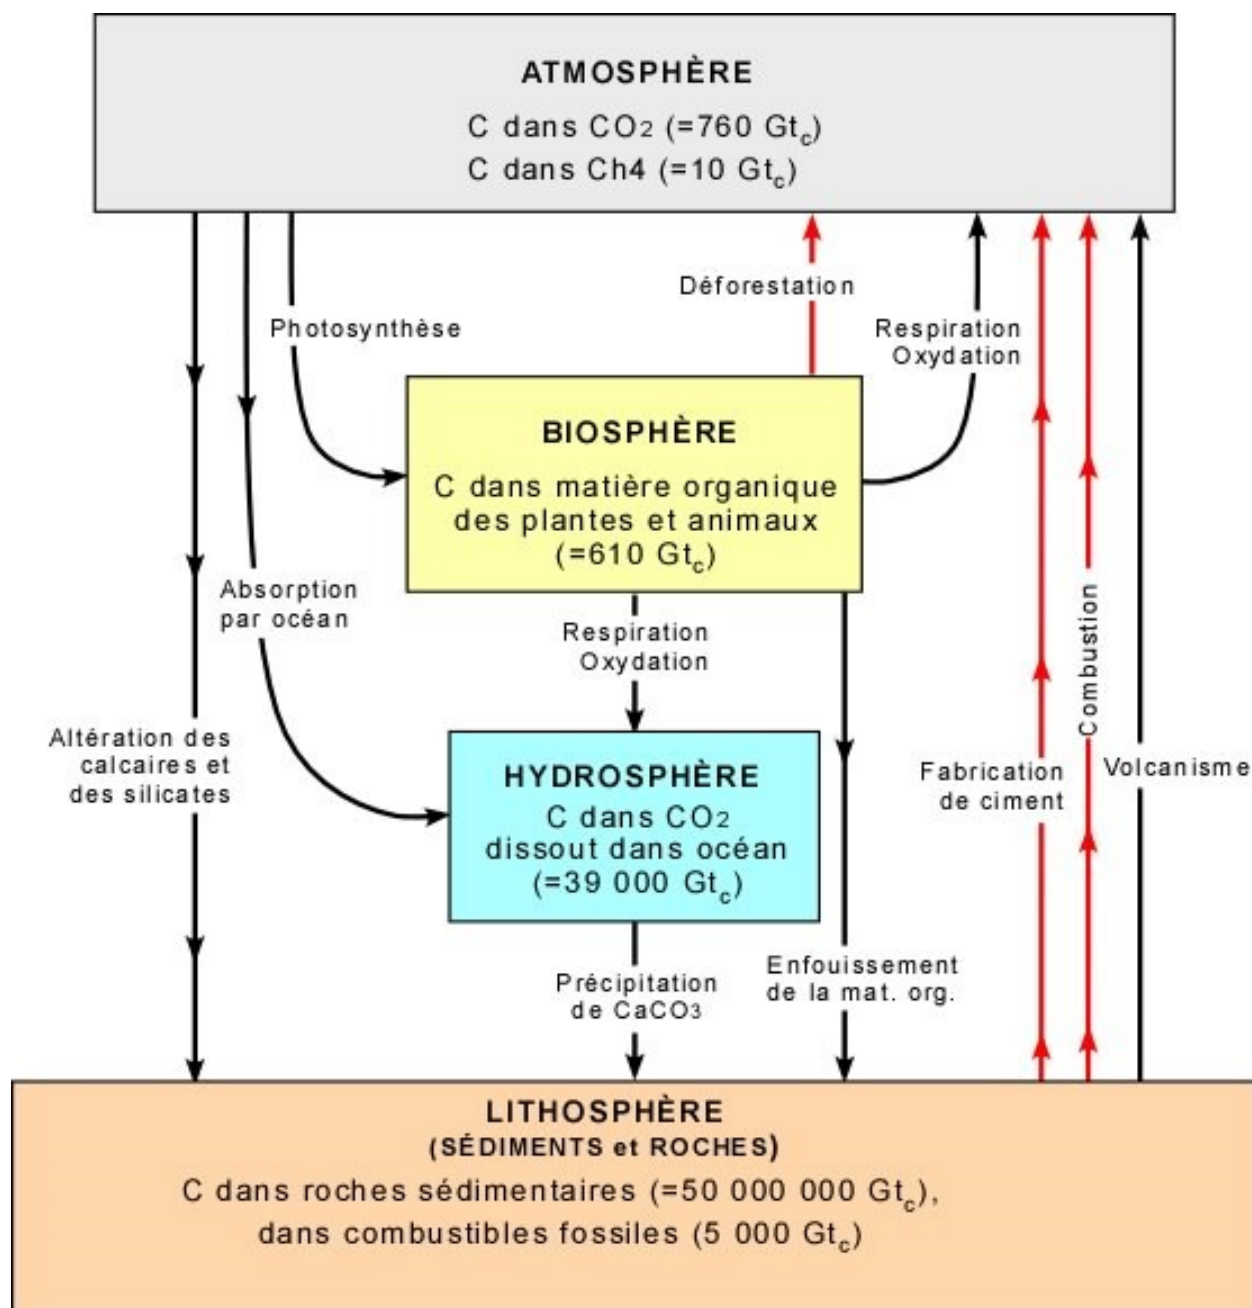 ATMOSPHÈRE
C dans CO2 (=760 Gtc)
C dans Ch4 (=10 Gtc)
Déforestation
Photosynthèse
Respiration
Oxydation
BIOSPHÈRE
C dans matière organique
des plantes et animaux
(=610 Gtc)
Absorption
par océan
Respiration
Oxydation
Combustion
Altération des
calcaires et
des silicates
HYDROSPHÈRE
C dans CO2
dissout dans océan
(=39 000 Gtc)
Fabrication
de ciment
Volcanisme
Précipitation
de CaCO3
Enfouissement
de la mat. org.
LITHOSPHÈRE
(SÉDIMENTS et ROCHES)
C dans roches sédimentaires (=50 000 000 Gtc),
dans combustibles fossiles (5 000 Gtc)